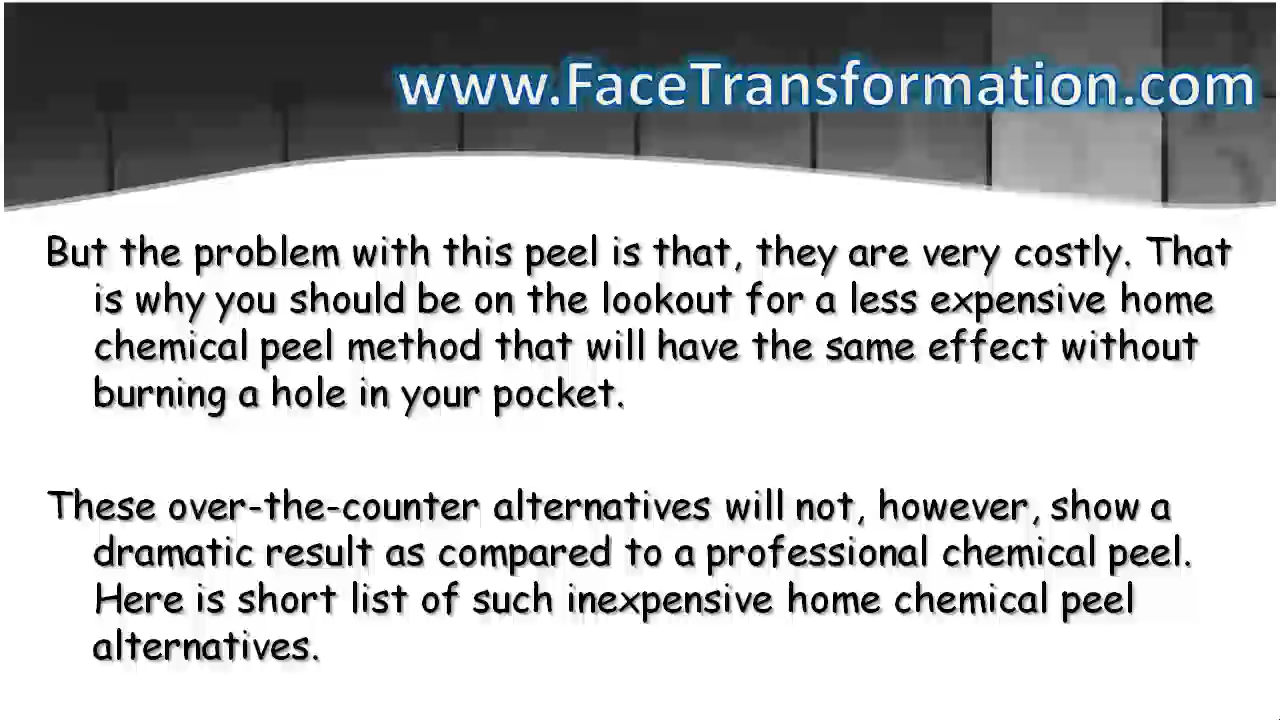 www.FaceTransformation.com
But the problem with this peel is that, they are very costly. That
is why you should be on the lookout for a less expensive home
chemical peel method that will have the same effect without
burning a hole in your pocket.
These over-the-counter alternatives will not, however, show a
dramatic result as compared to a professional chemical peel.
Here is short list of such inexpensive home chemical peel
alternatives.